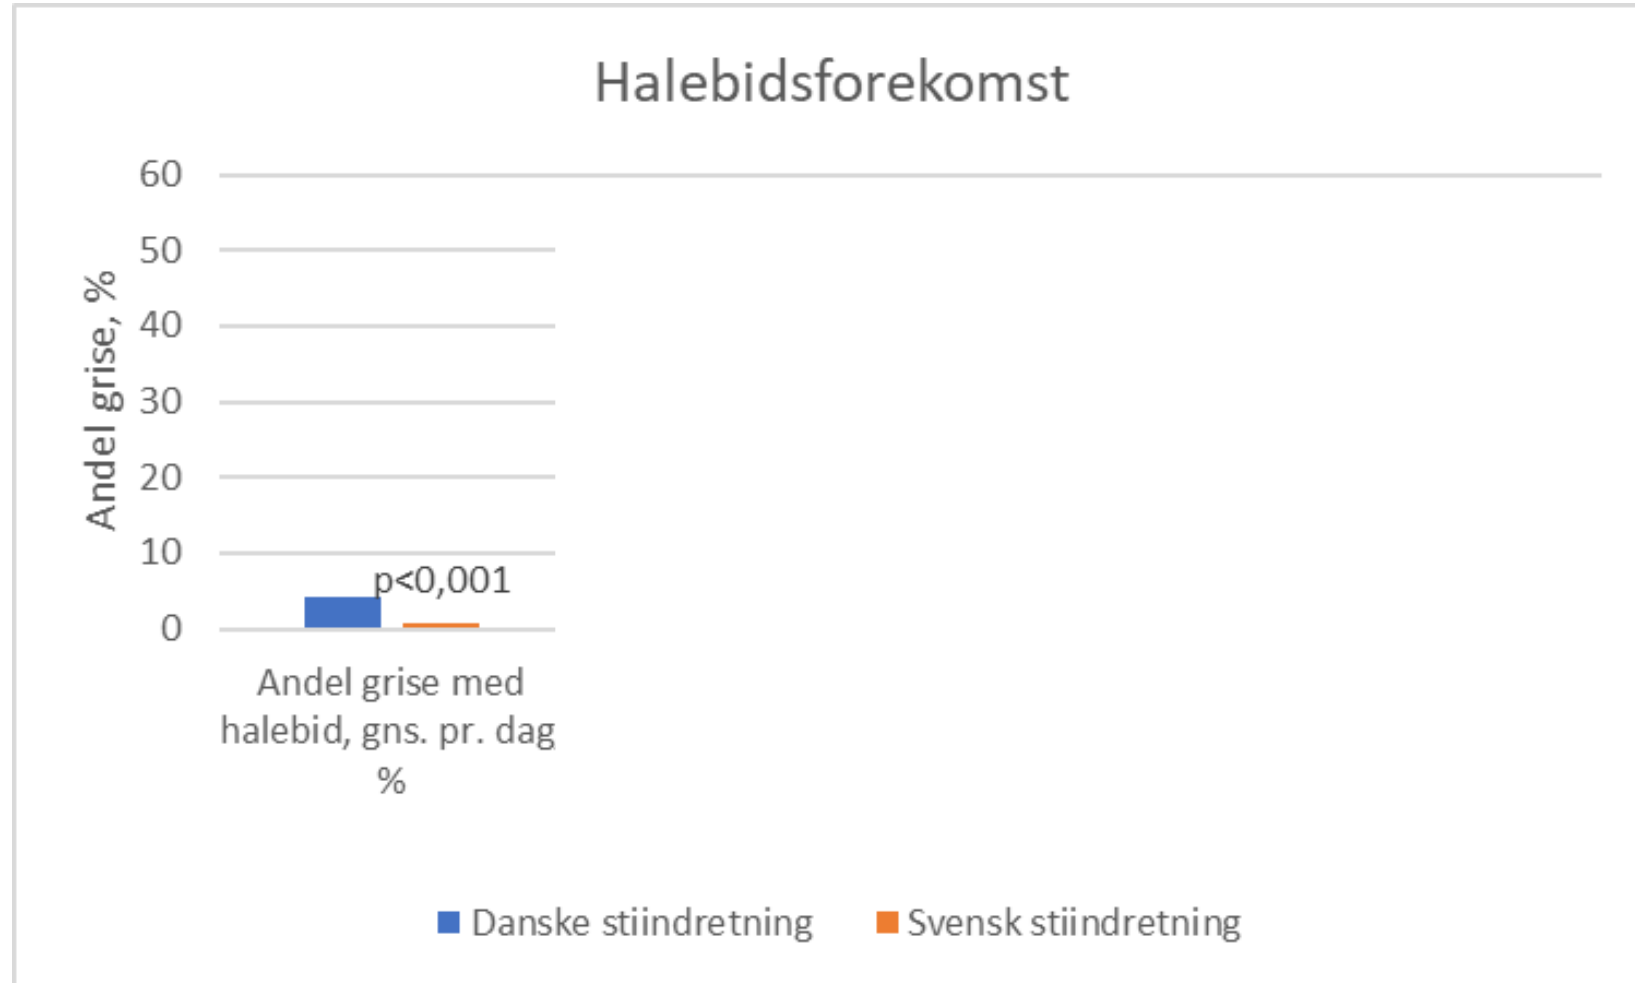 Halebidsforekomst
Andel grise, %
60
50
40
30
20
10
0
p<0,001
Andel grise med
halebid, gns. pr. dag
%
Danske stiindretning
Svensk stiindretning